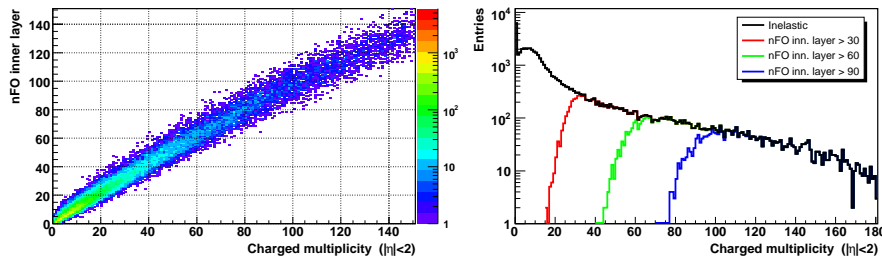 nFO inner layer
140
120
100
80
60
40
20
0
0 20 40 60 80 100 120 140
Charged multiplicity (|η|<2)
10³
10²
10
1
Entries
10⁴
10³
10²
10
1
0 20 40 60 80 100 120 140 160 180
Charged multiplicity (|η|<2)
Inelastic
nFO inn. layer > 30
nFO inn. layer > 60
nFO inn. layer > 90